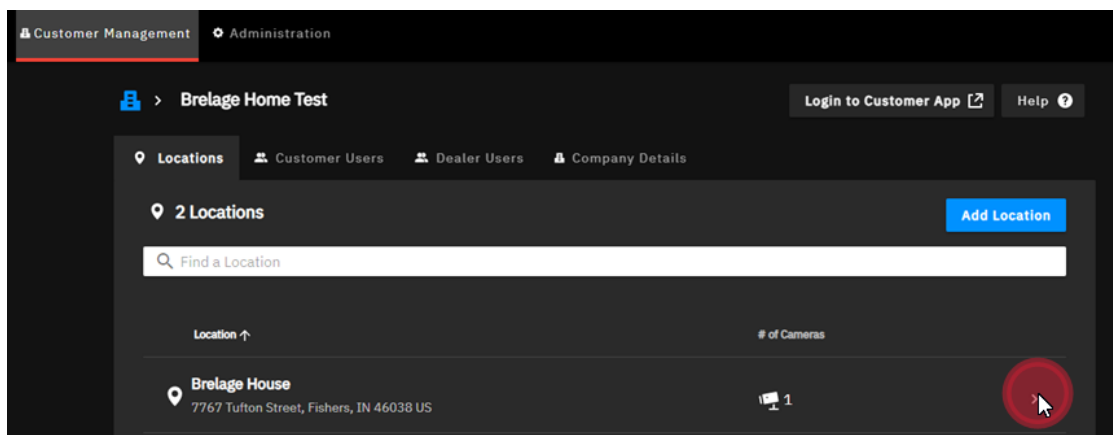 Customer Management Administration
> Brelage Home Test Login to Customer App Help ?
Locations Customer Users Dealer Users Company Details
2 Locations Add Location
Find a Location
Location ↑ # of Cameras
Brelage House
7767 Tufton Street, Fishers, IN 46038 US
1 >